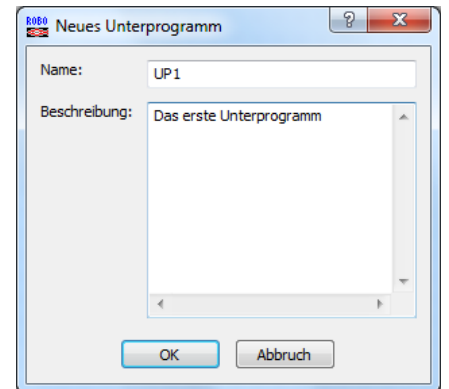 ROBO
Neues Unterprogramm
?
Name:
UP1
Beschreibung:
Das erste Unterprogramm
OK
Abbruch